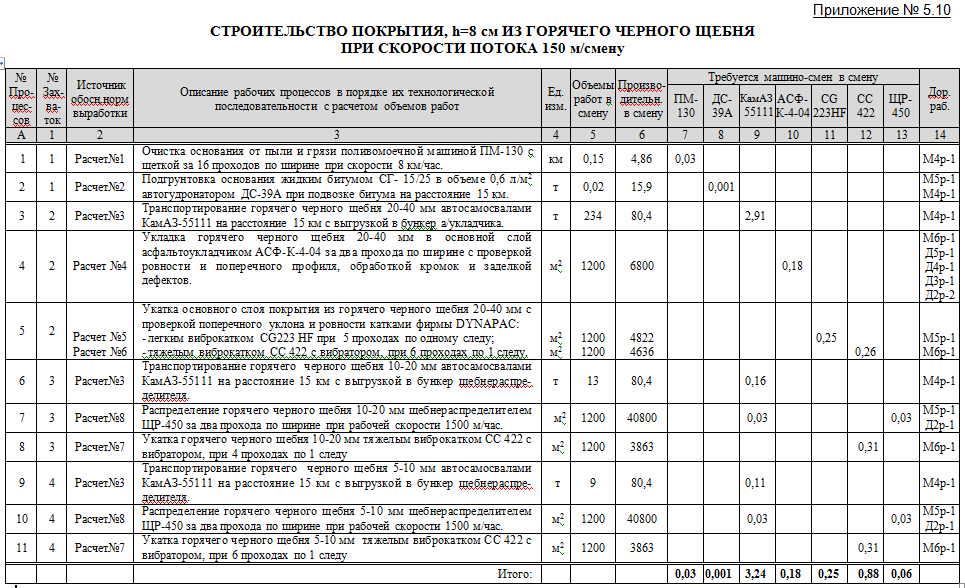 Приложение № 5.10
СТРОИТЕЛЬСТВО ПОКРЫТИЯ, h=8 см ИЗ ГОРЯЧЕГО ЧЕРНОГО ЩЕБНЯ
ПРИ СКОРОСТИ ПОТОКА 150 м/смену
№ Про-цес-сов
№ Зах-ва-ток
Источник обосн,норм выработки
Описание рабочих процессов в порядке их технологической последовательности с расчетом объемов работ
Ед. изм.
Объемы работ в смену
Произво-дительн. в смену
Требуется машино-смен в смену
ПМ-130
ДС-39А
КамАЗ 55111
АСФ-К-4-04
CG 223HF
CC 422
ЩР-450
Дор. раб.
А 1 2 3 4 5 6 7 8 9 10 11 12 13 14
1 1 Расчет№1
Очистка основания от пыли и грязи поливомоечной машиной ПМ-130 с
щеткой за 16 проходов по ширине при скорости 8 км/час.
км 0,15 4,86 0,03 М4р-1
2 1 Расчет№2
Подгрунтовка основания жидким битумом СГ- 15/25 в объеме 0,6 л/м2
автогудронатором ДС-39А при подвозке битума на расстояние 15 км.
т 0,02 15,9 0,001 М5р-1
М4р-1
3 2 Расчет№3
Транспортирование горячего черного щебня 20-40 мм автосамосвалами
КамАЗ-55111 на расстояние 15 км с выгрузкой в бункер а/укладчика.
т 234 80,4 2,91 М4р-1
4 2 Расчет №4
Укладка горячего черного щебня 20-40 мм в основной слой
асфальтоукладчиком АСФ-К-4-04 за два прохода по ширине с проверкой
ровности и поперечного профиля, обработкой кромок и заделкой
дефектов.
м2 1200 6800 0,18 М6р-1
Д5р-1
Д4р-1
Д3р-1
Д2р-2
5 2
Укатка основного слоя покрытия из горячего черного щебня 20-40 мм с
проверкой поперечного уклона и ровности катками фирмы DYNAPAC:
Расчет №5 - легким виброкатком CG223 HF при 5 проходах по одному следу; м2 1200 4822 0,25 М5р-1
Расчет №6 - тяжелым виброкатком СС 422 с вибратором, при 6 проходах по 1 следу, м2 1200 4636 0,26 М6р-1
6 3 Расчет№3
Транспортирование горячего черного щебня 10-20 мм автосамосвалами
КамАЗ-55111 на расстояние 15 км с выгрузкой в бункер щебнераспре-
делителя.
т 13 80,4 0,16 М4р-1
7 3 Расчет№8
Распределение горячего черного щебня 10-20 мм щебнераспределителем
ЩР-450 за два прохода по ширине при рабочей скорости 1500 м/час.
м2 1200 40800 0,03 0,03 М5р-1
Д2р-1
8 3 Расчет№7
Укатка горячего черного щебня 10-20 мм тяжелым виброкатком СС 422 с
вибратором, при 4 проходах по 1 следу
м2 1200 3863 0,31 М6р-1
9 4 Расчет№3
Транспортирование горячего черного щебня 5-10 мм автосамосвалами
КамАЗ-55111 на расстояние 15 км с выгрузкой в бункер щебнераспре-
делителя.
т 9 80,4 0,11 М4р-1
10 4 Расчет№8
Распределение горячего черного щебня 5-10 мм щебнераспределителем
ЩР-450 за два прохода по ширине при рабочей скорости 1500 м/час.
м2 1200 40800 0,03 0,03 М5р-1
Д2р-1
11 4 Расчет№7
Укатка горячего черного щебня 5-10 мм тяжелым виброкатком СС 422 с
вибратором, при 6 проходах по 1 следу
м2 1200 3863 0,31 М6р-1
Итого: 0,03 0,001 3,24 0,18 0,25 0,88 0,06